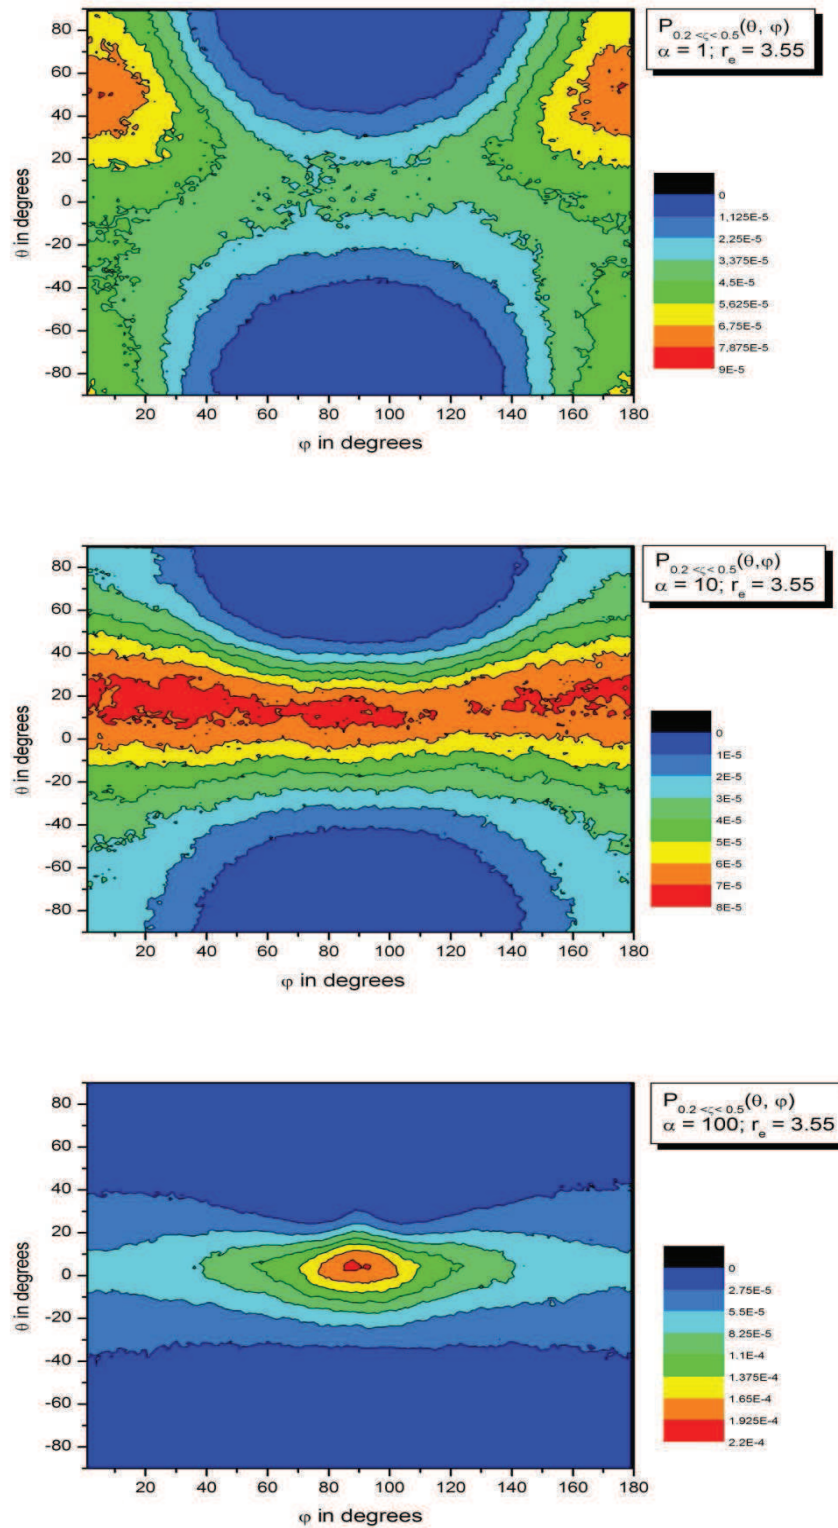 P0.2 <ς< 0.5(θ, φ)
α = 1; re = 3.55
80
60
40
20
0
-20
-40
-60
-80
θ in degrees
20 40 60 80 100 120 140 160 180
φ in degrees
0
1,125E-5
2,25E-5
3,375E-5
4,5E-5
5,625E-5
6,75E-5
7,875E-5
9E-5
P0.2 <ς< 0.5(θ,φ)
α = 10; re = 3.55
80
60
40
20
0
-20
-40
-60
-80
θ in degrees
20 40 60 80 100 120 140 160 180
φ in degrees
0
1E-5
2E-5
3E-5
4E-5
5E-5
6E-5
7E-5
8E-5
P0.2 <ς< 0.5(θ, φ)
α = 100; re = 3.55
80
60
40
20
0
-20
-40
-60
-80
θ in degrees
20 40 60 80 100 120 140 160 180
φ in degrees
0
2.75E-5
5.5E-5
8.25E-5
1.1E-4
1.375E-4
1.65E-4
1.925E-4
2.2E-4